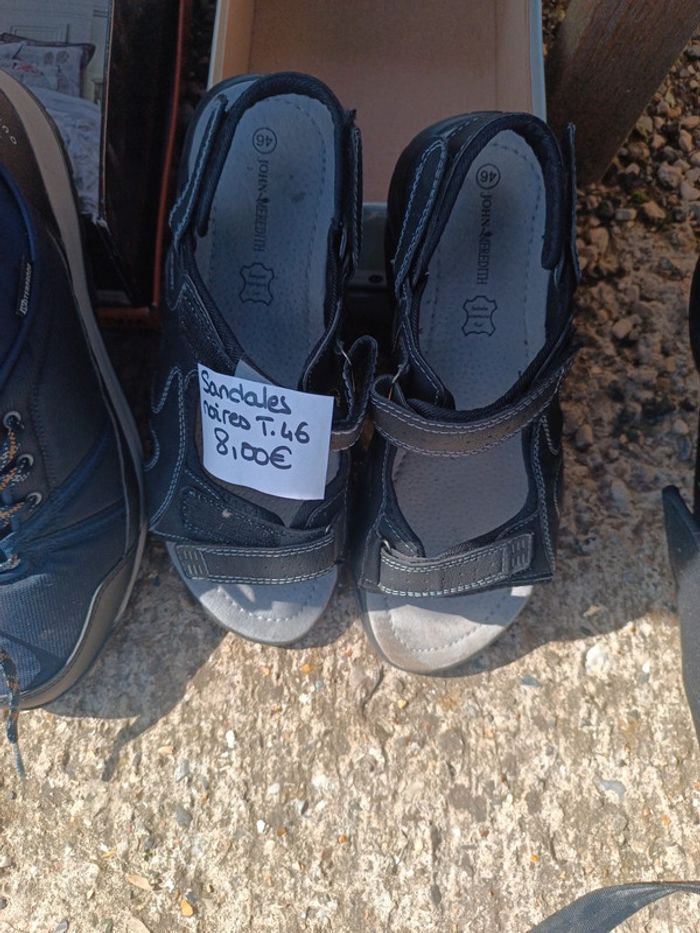 46
JOHN MEREDITH
46
JOHN MEREDITH
Sandales
noires T.46
8,00€